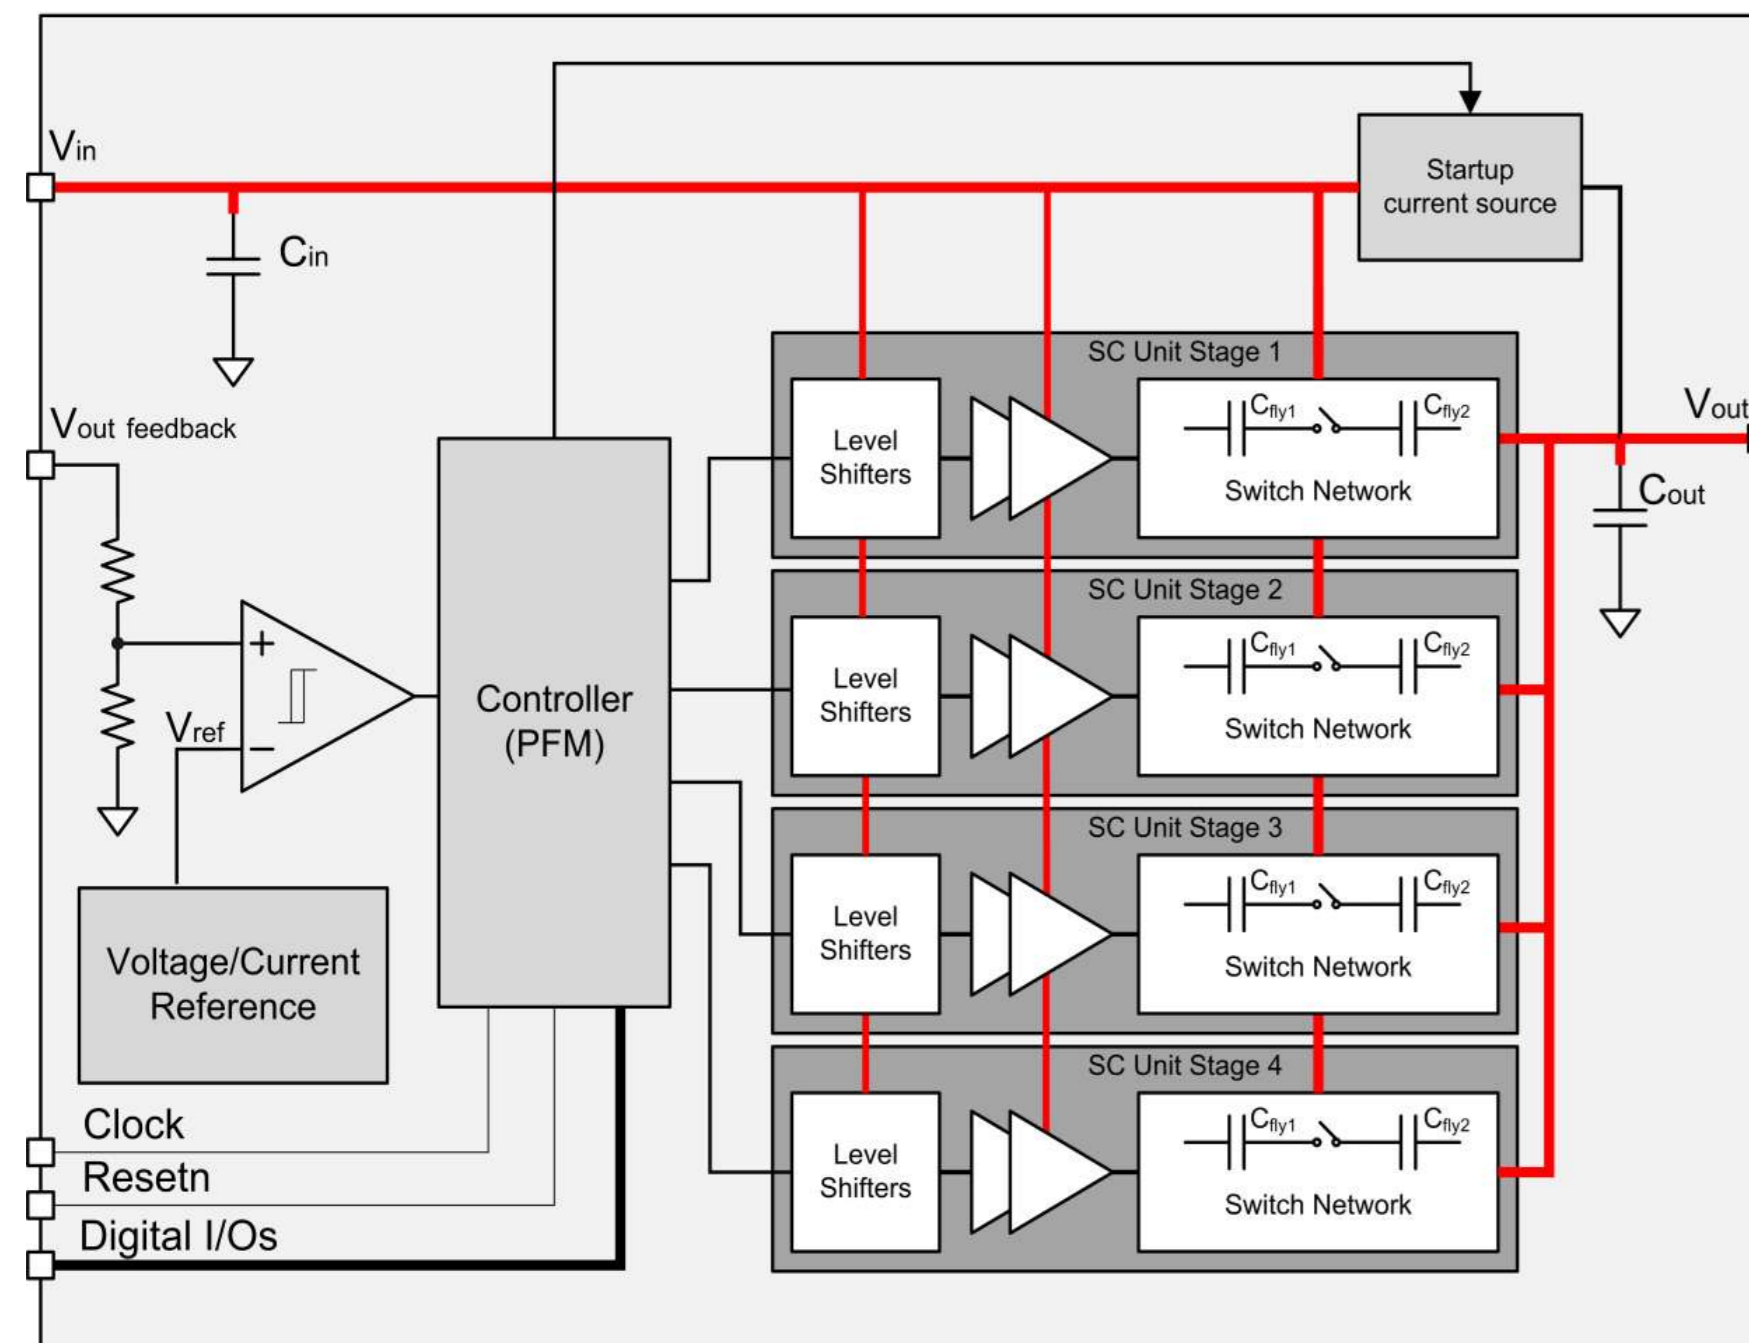 Vin
Startup
current source
Cin
SC Unit Stage 1
Vout feedback
Level
Shifters
Cfly1
Cfly2
Switch Network
Vout
Cout
SC Unit Stage 2
Level
Shifters
Cfly1
Cfly2
Switch Network
+
Vref
−
Controller
(PFM)
SC Unit Stage 3
Level
Shifters
Cfly1
Cfly2
Switch Network
Voltage/Current
Reference
SC Unit Stage 4
Level
Shifters
Cfly1
Cfly2
Switch Network
Clock
Resetn
Digital I/Os